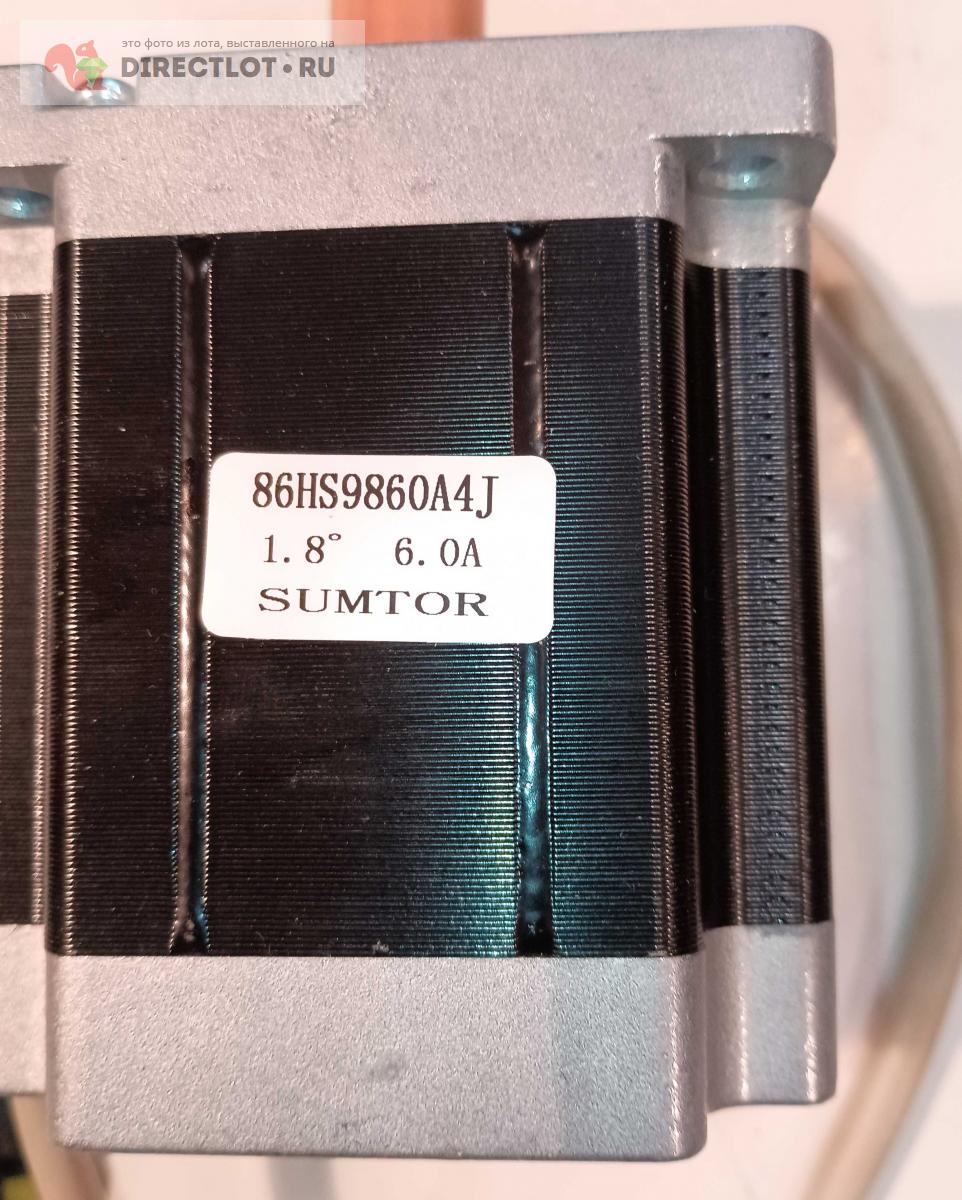 это фото из лота, выставленного на
DIRECTLOT•RU
86HS9860A4J
1.8° 6.0A
SUMTOR